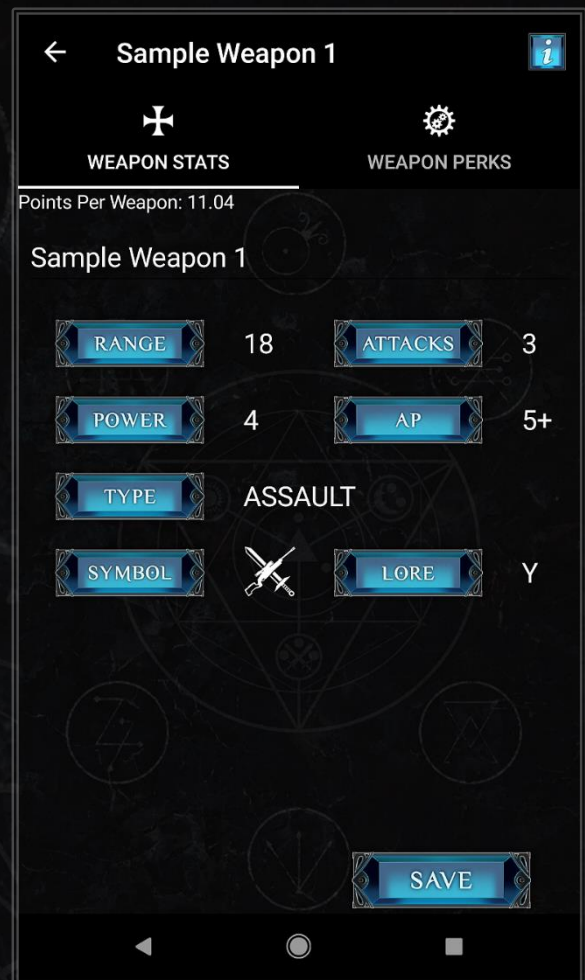 Sample Weapon 1
i
WEAPON STATS WEAPON PERKS
Points Per Weapon: 11.04
Sample Weapon 1
RANGE 18 ATTACKS 3
POWER 4 AP 5+
TYPE ASSAULT
SYMBOL LORE Y
SAVE